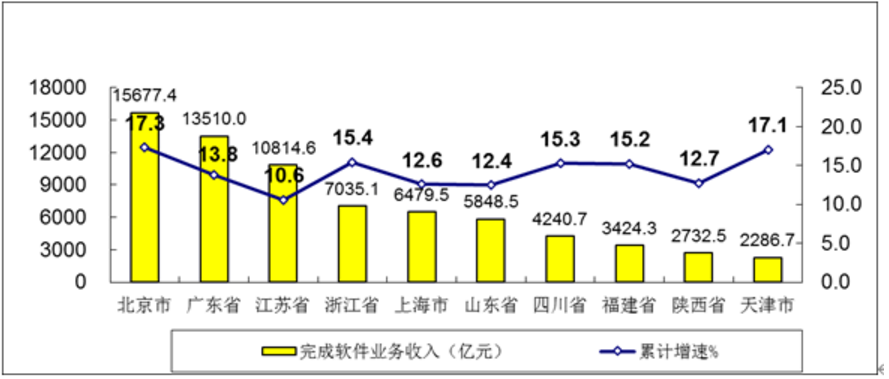 18000 25.0
15677.4
17.3 13510.0 15.4 15.3 15.2 17.1
15000 20.0
13.8 10814.6 12.6 12.4 12.7
12000 15.0
10.6
9000 7035.1 6479.5 5848.5 10.0
6000 4240.7 3424.3 2732.5 2286.7
3000 5.0
0 0.0
北京市 广东省 江苏省 浙江省 上海市 山东省 四川省 福建省 陕西省 天津市
完成软件业务收入（亿元） 累计增速%